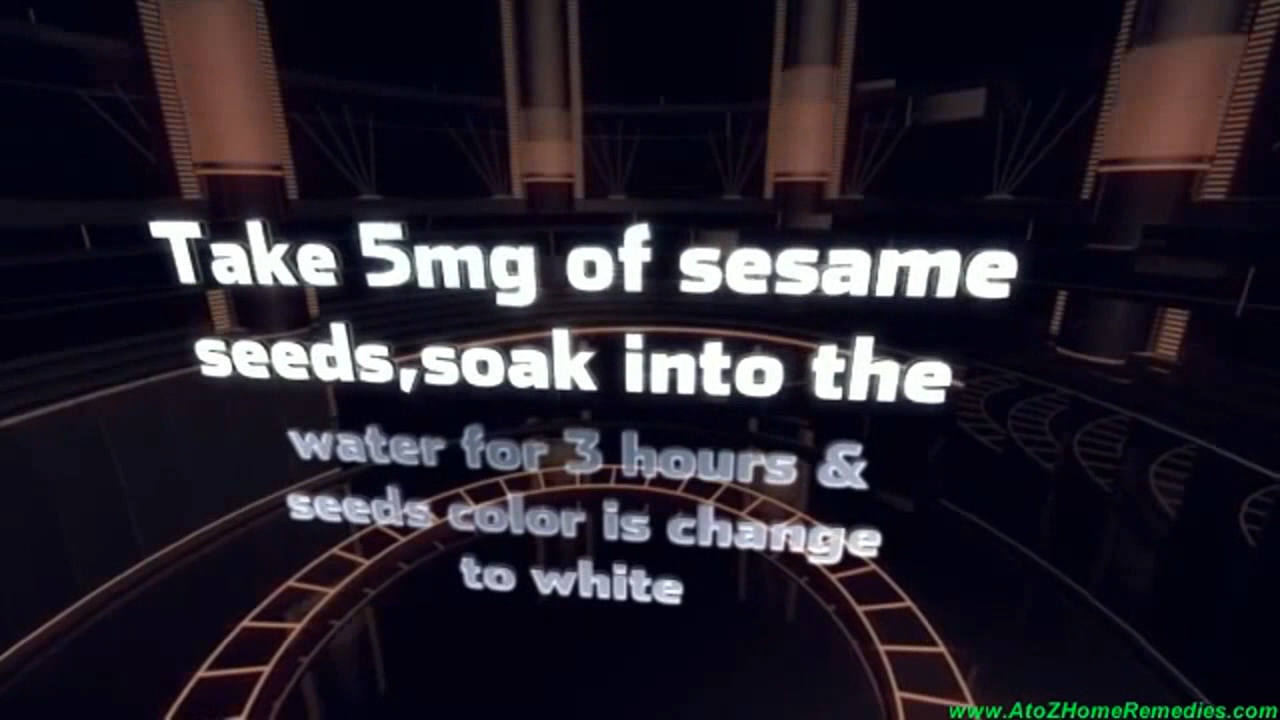 Take 5mg of sesame
seeds,soak into the
water for 3 hours &
seeds color is change
to white
www.AtoZHomeRemedies.com